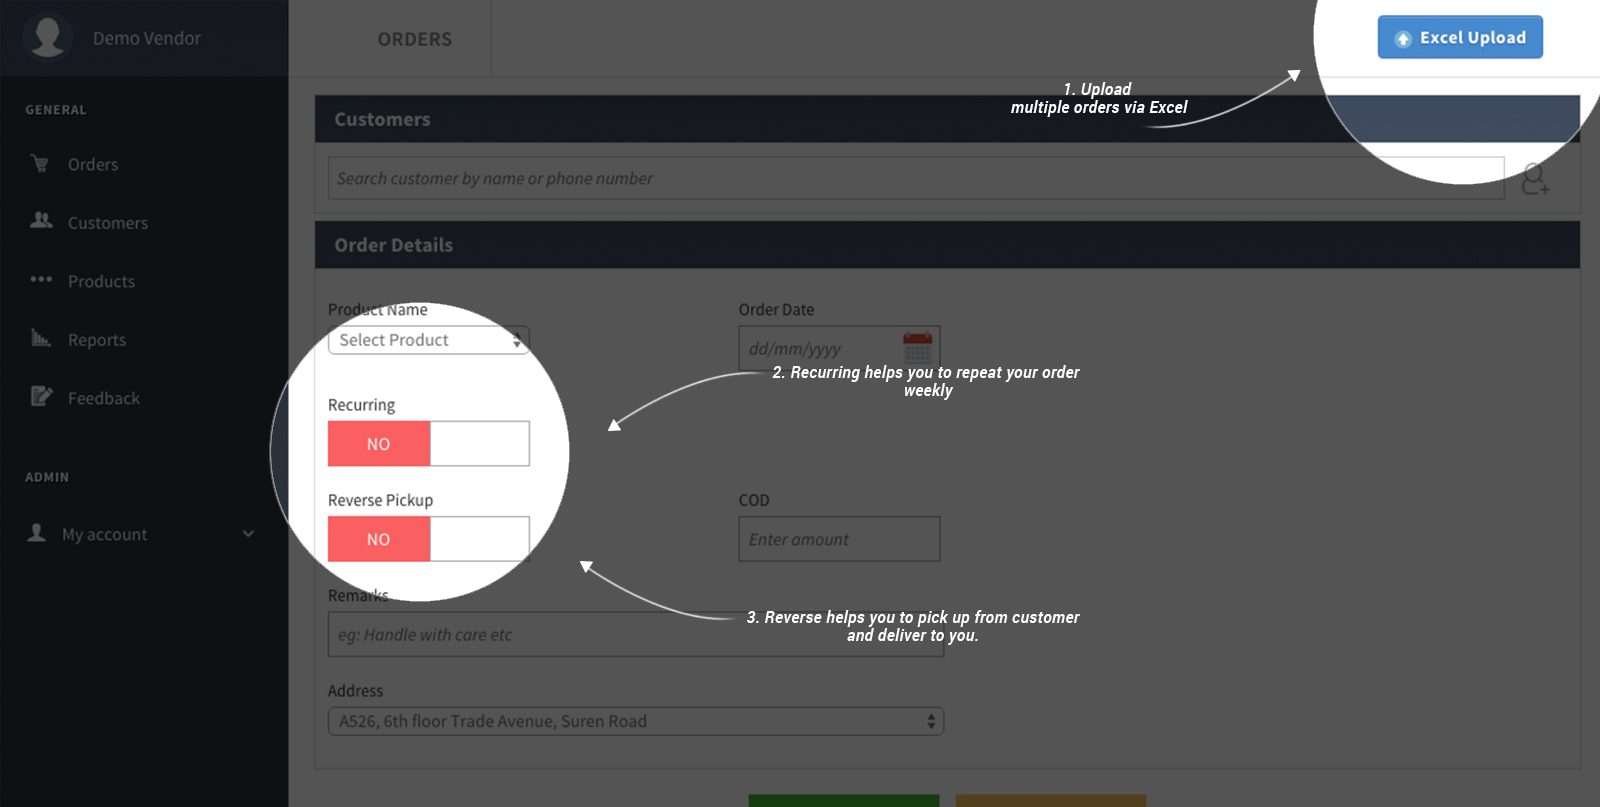 Demo Vendor
ORDERS
Excel Upload
GENERAL
1. Upload
multiple orders via Excel
Customers
Orders
Search customer by name or phone number
Customers
Order Details
Products
Product Name
Order Date
Reports
Select Product
dd/mm/yyyy
2. Recurring helps you to repeat your order
weekly
Feedback
Recurring
NO
ADMIN
Reverse Pickup
COD
My account
NO
Enter amount
Remarks
3. Reverse helps you to pick up from customer
and deliver to you.
eg: Handle with care etc
Address
A526, 6th floor Trade Avenue, Suren Road